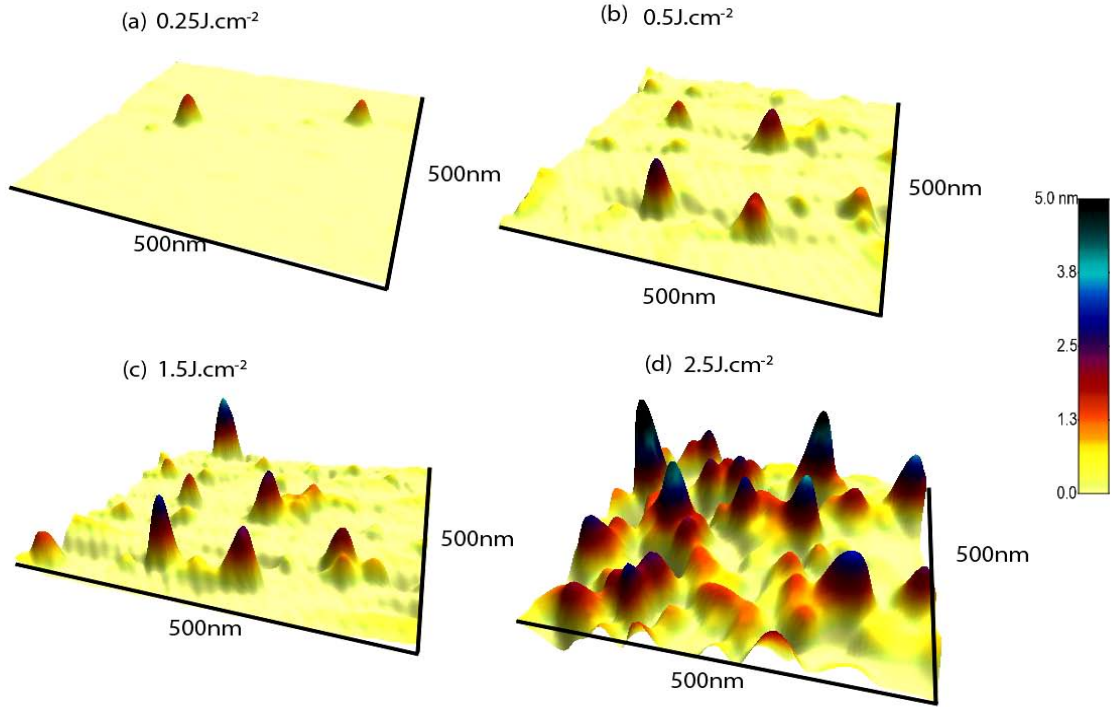 (a) 0.25J.cm⁻²
500nm
500nm
(b) 0.5J.cm⁻²
500nm
500nm
5.0 nm
3.8
2.5
1.3
0.0
(c) 1.5J.cm⁻²
500nm
500nm
(d) 2.5J.cm⁻²
500nm
500nm